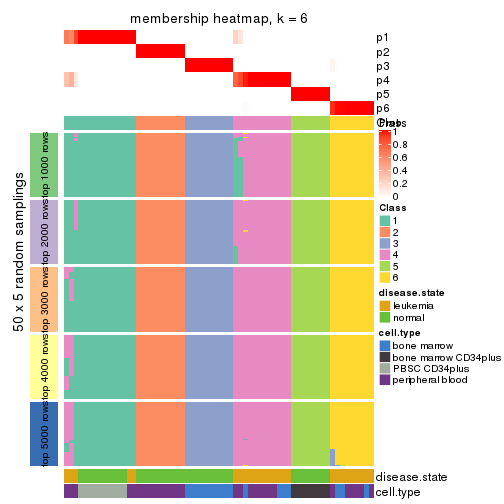 membership heatmap, k = 6
p1
p2
p3
p4
p5
p6
Class
Prob
1
0.8
0.6
0.4
0.2
0
Class
1
2
3
4
5
6
disease.state
leukemia
normal
cell.type
bone marrow
bone marrow CD34plus
PBSC CD34plus
peripheral blood
50 x 5 random samplings
top 1000 rows
top 2000 rows
top 3000 rows
top 4000 rows
top 5000 rows
disease.state
cell.type